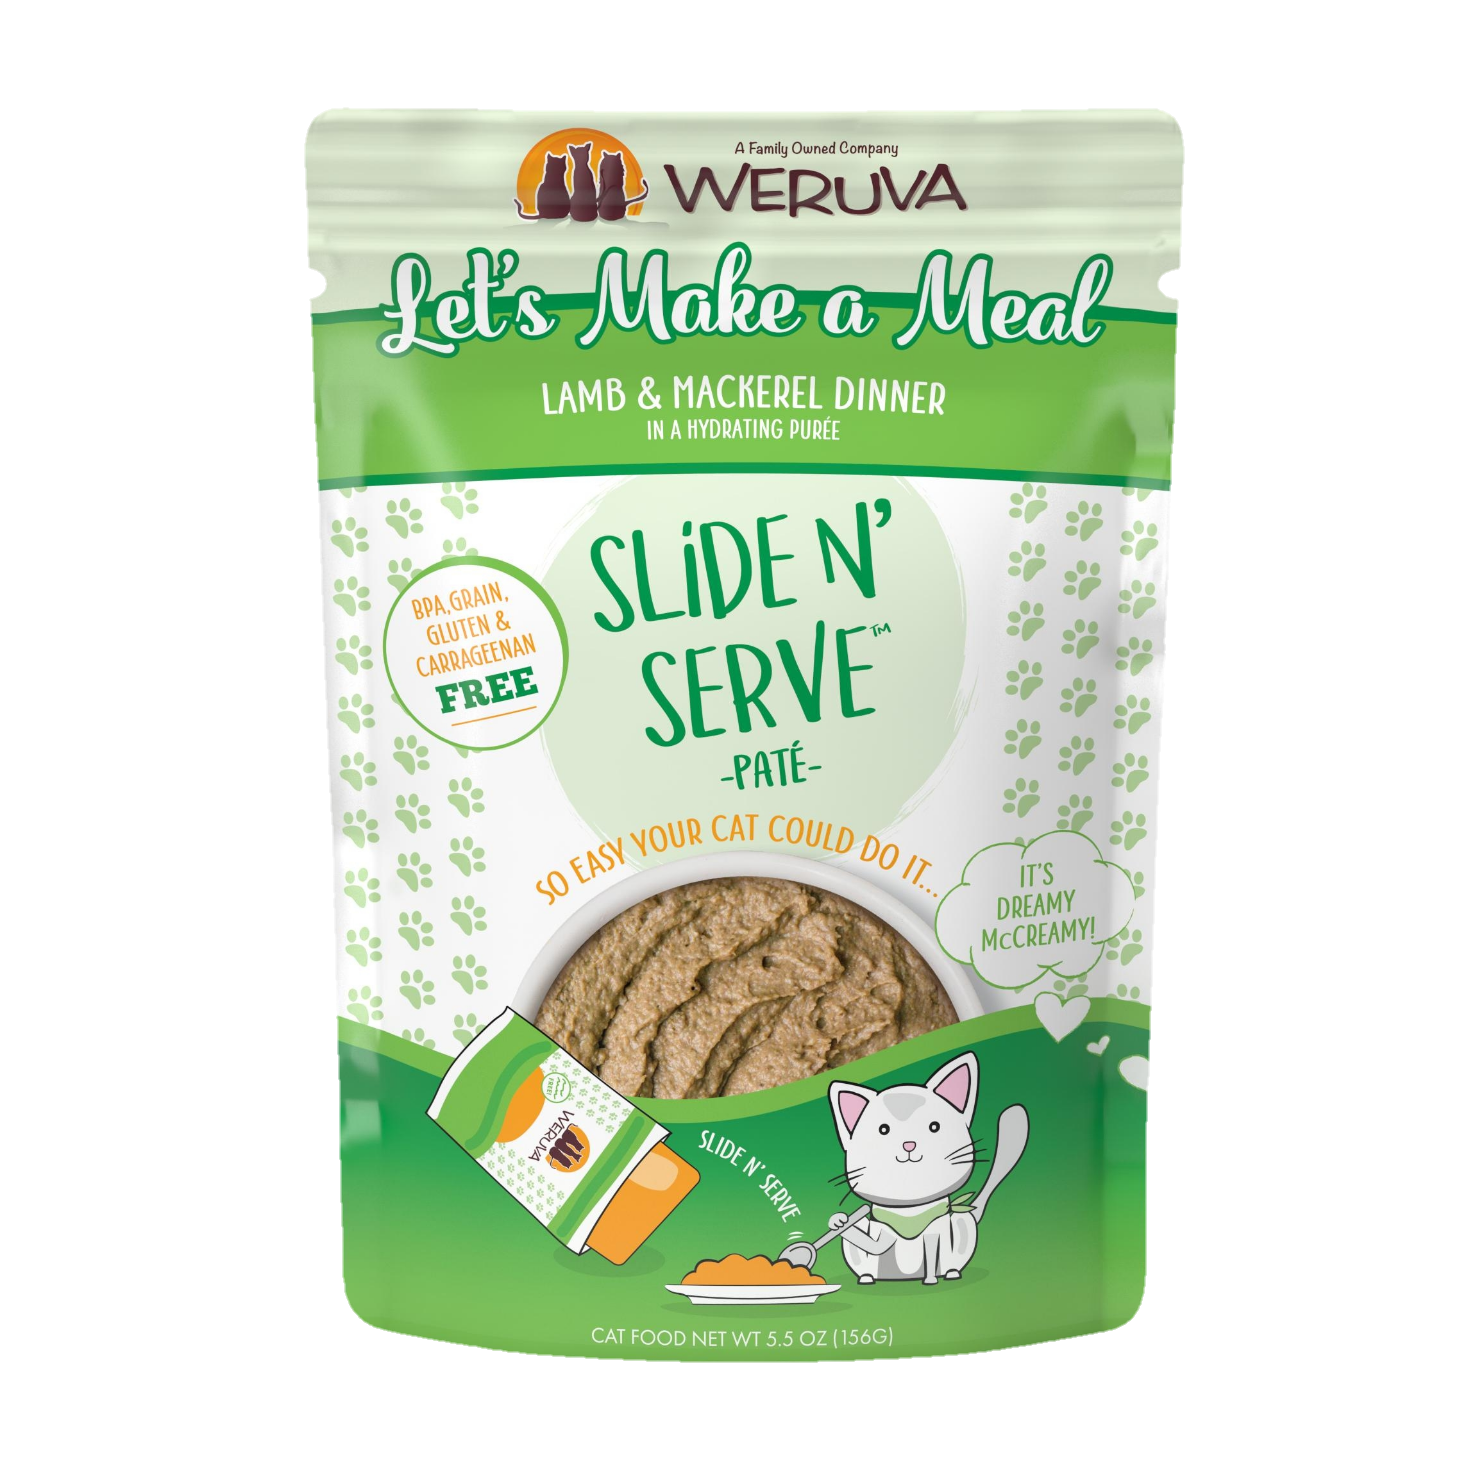 A Family Owned Company
WERUVA
Let's Make a Meal
LAMB & MACKEREL DINNER
IN A HYDRATING PURÉE
SLIDE N'
SERVE™
-PATÉ-
BPA, GRAIN,
GLUTEN &
CARRAGEENAN
FREE
SO EASY YOUR CAT COULD DO IT...
IT'S
DREAMY
McCREAMY!
FREE!
WERUVA
SLIDE N' SERVE
CAT FOOD NET WT 5.5 OZ (156G)